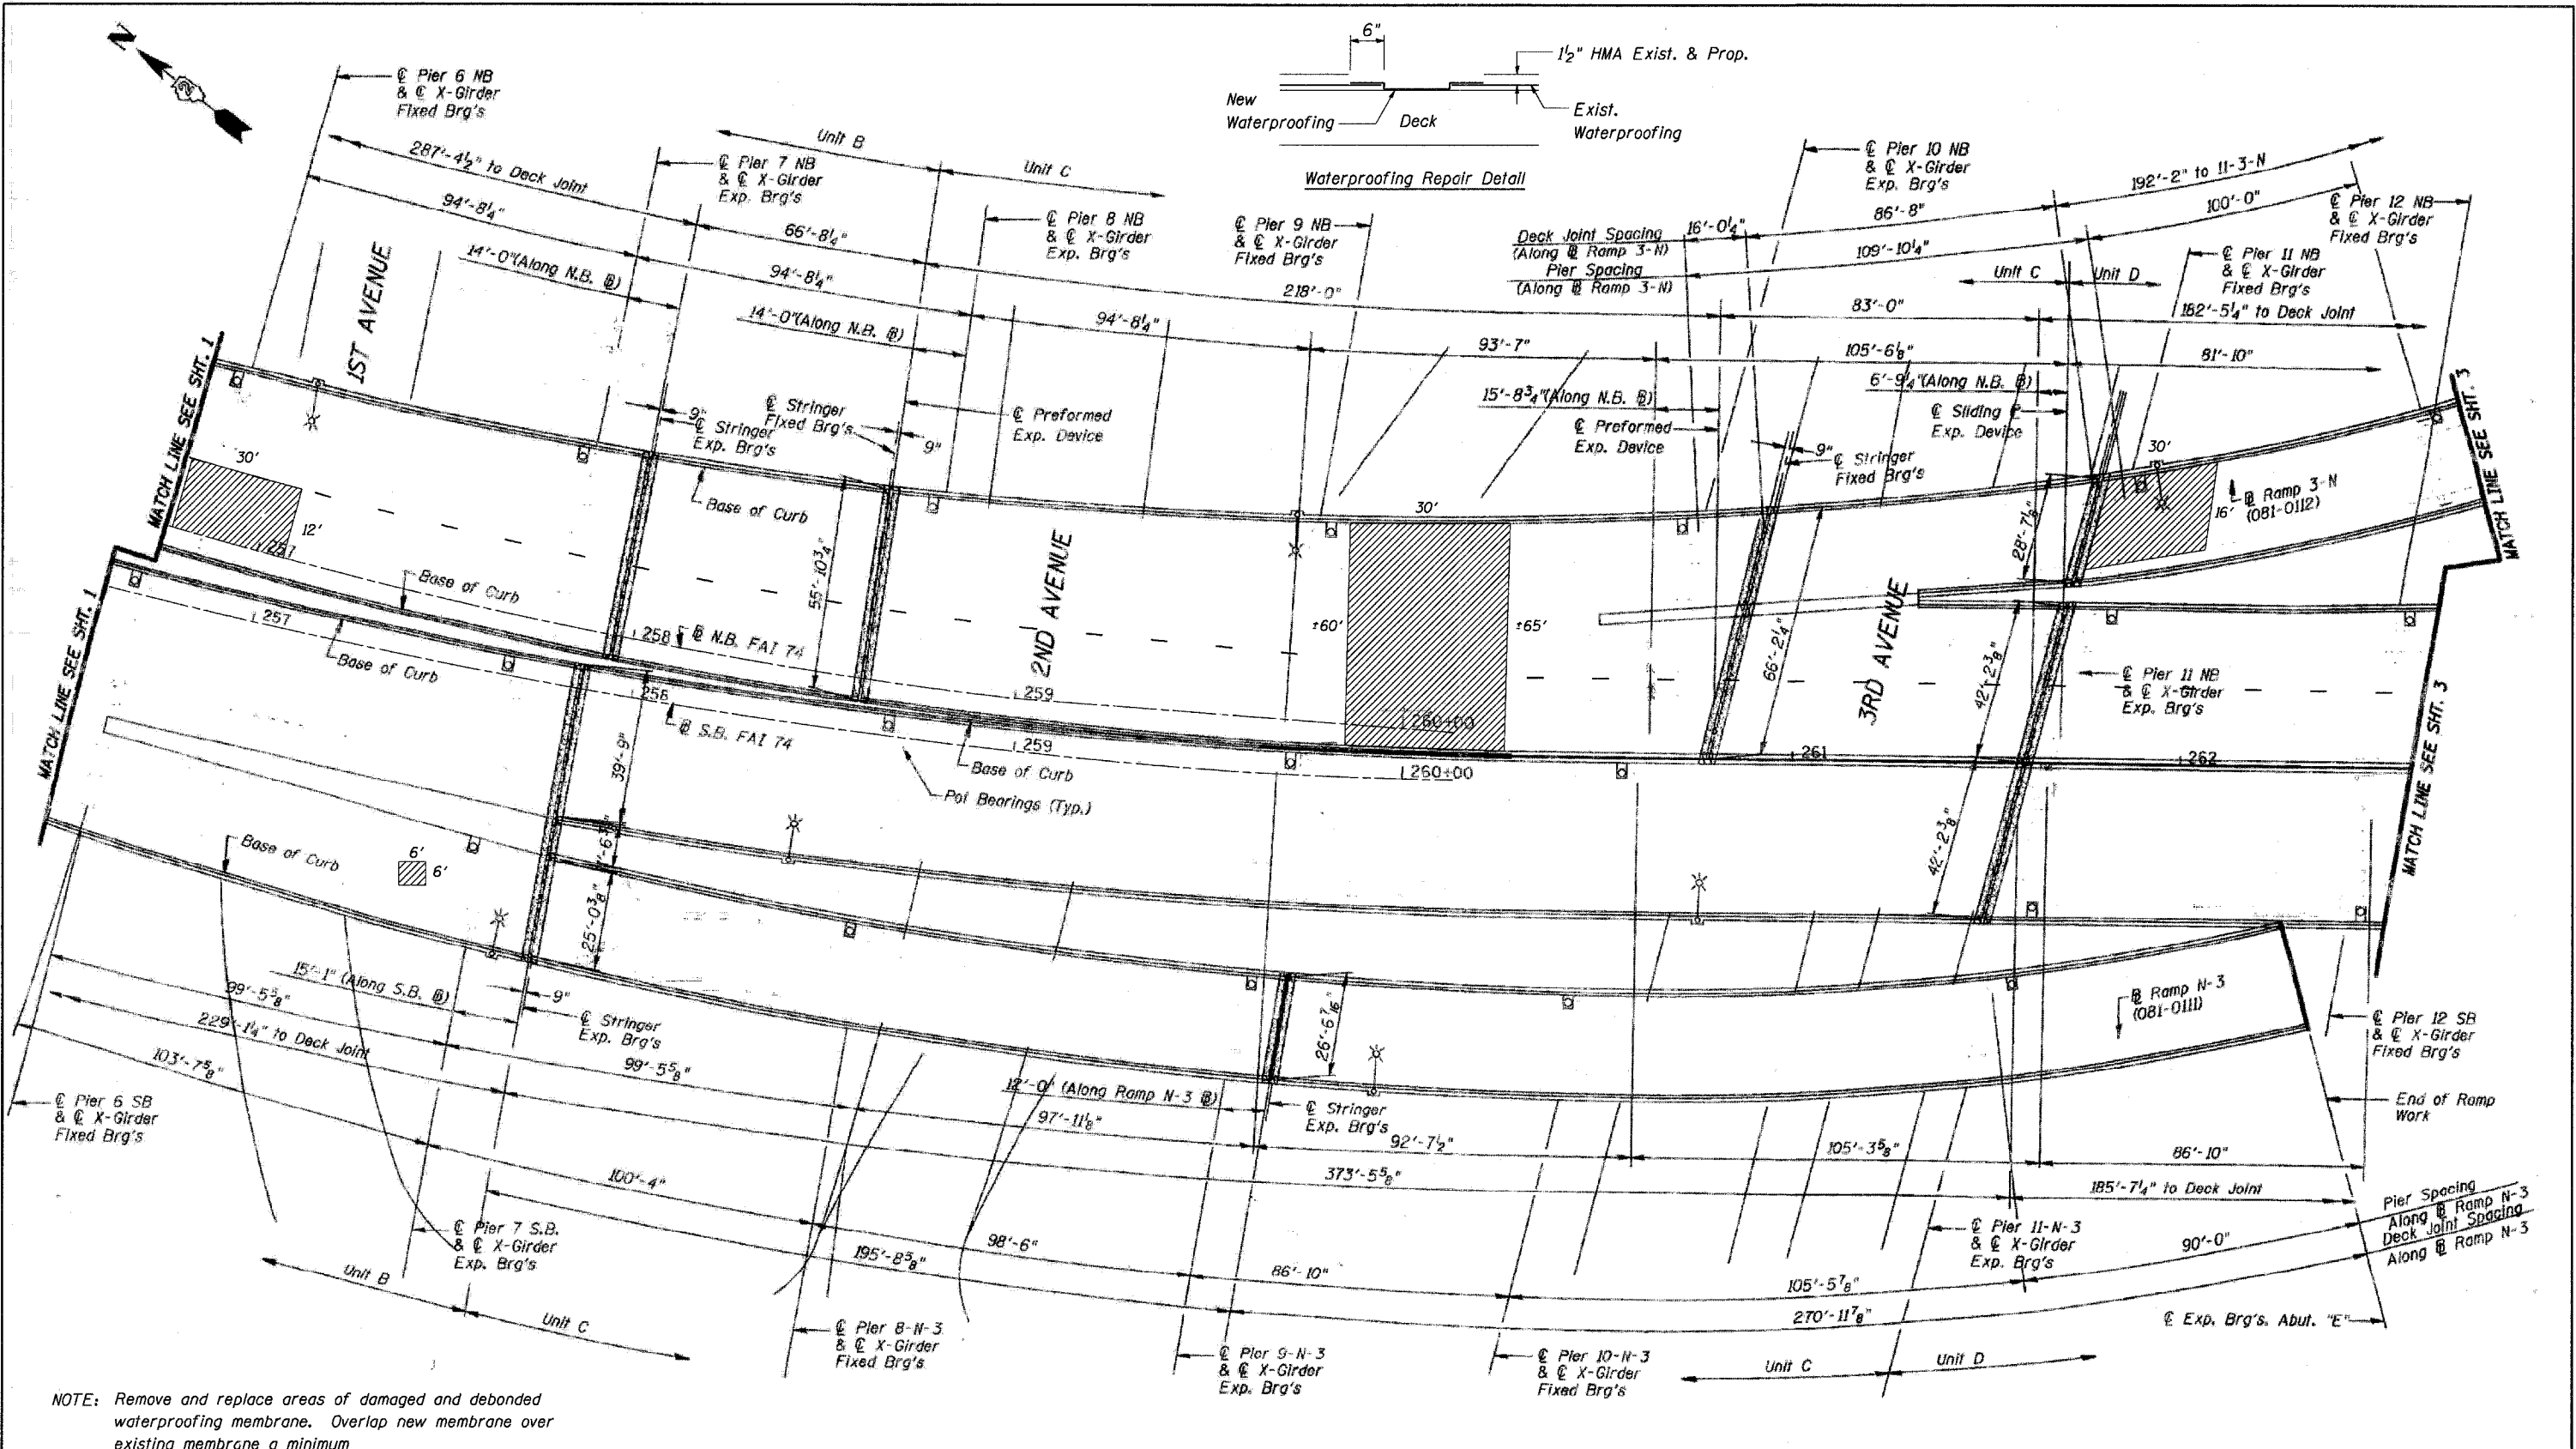 N
2
℄ Pier 6 NB
& ℄ X-Girder
Fixed Brg's
287'-4½" to Deck Joint
94'-8¼"
1ST AVENUE
14'-0"(Along N.B. ⅊)
Unit B
Unit C
℄ Pier 7 NB
& ℄ X-Girder
Exp. Brg's
66'-8¼"
94'-8¼"
14'-0"(Along N.B. ⅊)
6"
1½" HMA Exist. & Prop.
New
Waterproofing
Deck
Exist.
Waterproofing
Waterproofing Repair Detail
℄ Pier 8 NB
& ℄ X-Girder
Exp. Brg's
℄ Pier 9 NB
& ℄ X-Girder
Fixed Brg's
218'-0"
94'-8¼"
93'-7"
Deck Joint Spacing
(Along ⅊ Ramp 3-N)
Pier Spacing
(Along ⅊ Ramp 3-N)
16'-0¼"
℄ Pier 10 NB
& ℄ X-Girder
Exp. Brg's
86'-8"
109'-10¼"
192'-2" to 11-3-N
100'-0"
℄ Pier 12 NB
& ℄ X-Girder
Fixed Brg's
℄ Pier 11 NB
& ℄ X-Girder
Fixed Brg's
Unit C
Unit D
83'-0"
182'-5¼" to Deck Joint
105'-6⅛"
81'-10"
15'-8¾"(Along N.B. ⅊)
6'-9¼"(Along N.B. ⅊)
℄ Preformed
Exp. Device
℄ Sliding ⅊
Exp. Device
9"
℄ Stringer
Fixed Brg's
9"
℄ Stringer
Exp. Brg's
℄ Stringer
Fixed Brg's
9"
℄ Preformed
Exp. Device
MATCH LINE SEE SHT. 1
30'
12'
257
Base of Curb
Base of Curb
55'-10¾"
2ND AVENUE
30'
±60'
±65'
66'-2¼"
3RD AVENUE
28'-7⅛"
30'
16'
⅊ Ramp 3-N
(081-0112)
MATCH LINE SEE SHT. 3
257
Base of Curb
258
⅊ N.B. FAI 74
258
⅊ S.B. FAI 74
259
259
260+00
260+00
Base of Curb
Pot Bearings (Typ.)
261
262
42'-2⅜"
42'-2⅜"
℄ Pier 11 NB
& ℄ X-Girder
Exp. Brg's
MATCH LINE SEE SHT. 3
MATCH LINE SEE SHT. 1
39'-9"
25'-0⅜"
Base of Curb
6'
6'
15'-1" (Along S.B. ⅊)
9"
℄ Stringer
Exp. Brg's
99'-5⅝"
229'-1¼" to Deck Joint
103'-7⅝"
℄ Pier 6 SB
& ℄ X-Girder
Fixed Brg's
99'-5⅝"
26'-6⁷⁄₁₆"
12'-0" (Along Ramp N-3 ⅊)
℄ Stringer
Exp. Brg's
97'-11⅛"
92'-7½"
105'-3⅝"
86'-10"
373'-5⅝"
185'-7¼" to Deck Joint
⅊ Ramp N-3
(081-0111)
℄ Pier 12 SB
& ℄ X-Girder
Fixed Brg's
End of Ramp
Work
100'-4"
℄ Pier 7 S.B.
& ℄ X-Girder
Exp. Brg's
195'-8⅝"
98'-6"
86'-10"
105'-5⅞"
270'-11⅞"
℄ Pier 11-N-3
& ℄ X-Girder
Exp. Brg's
90'-0"
Pier Spacing
Along ⅊ Ramp N-3
Deck Joint Spacing
Along ⅊ Ramp N-3
℄ Exp. Brg's. Abut. "E"
Unit B
Unit C
℄ Pier 8-N-3
& ℄ X-Girder
Fixed Brg's
℄ Pier 9-N-3
& ℄ X-Girder
Exp. Brg's
℄ Pier 10-N-3
& ℄ X-Girder
Fixed Brg's
Unit C
Unit D
NOTE: Remove and replace areas of damaged and debonded
waterproofing membrane. Overlap new membrane over
existing membrane a minimum